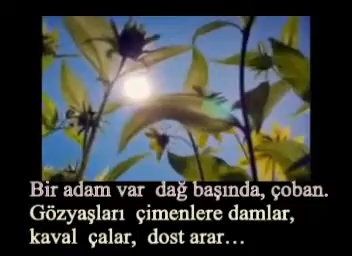 Bir adam var dağ başında, çoban.
Gözyaşları çimenlere damlar,
kaval çalar, dost arar...